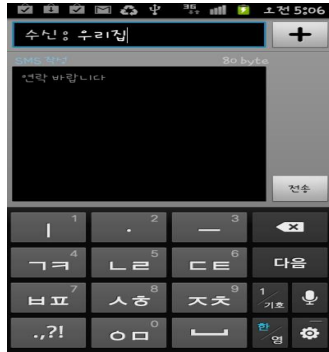 3G 오전 5:06
수신 : 우리집
+
SMS 작성 80 byte
연락 바랍니다
전송
ㅣ 1 . 2 ㅡ 3
ㄱㅋ 4 ㄴㄹ 5 ㄷㅌ 6 다음
ㅂㅍ 7 ㅅㅎ 8 ㅈㅊ 9 1/기호
.,?! ㅇㅁ 0 한/영